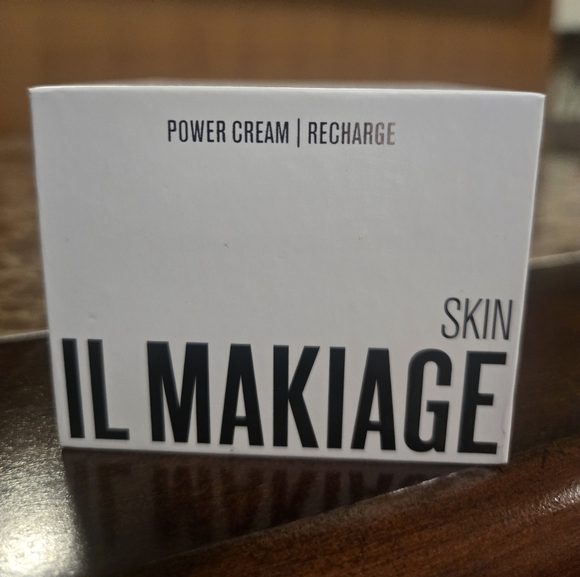 POWER CREAM | RECHARGE
SKIN
IL MAKIAGE